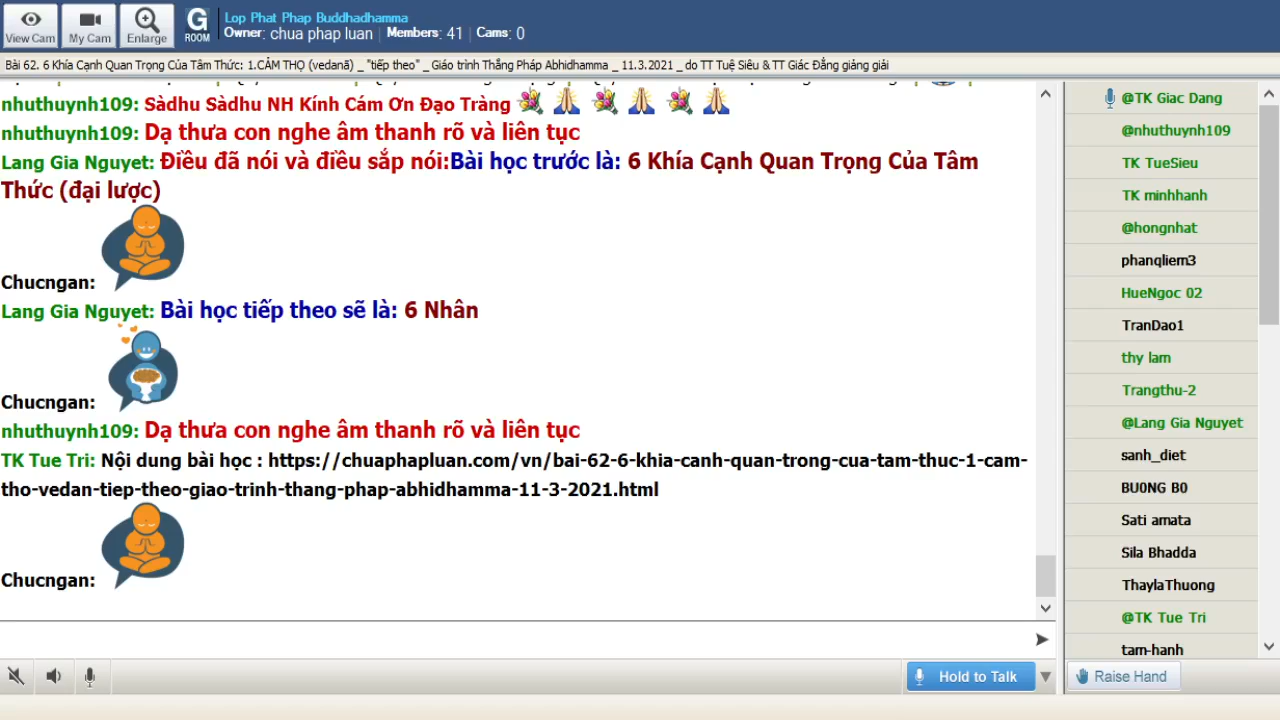 View Cam
My Cam
Enlarge
G
ROOM
Lop Phat Phap Buddhadhamma
Owner: chua phap luan | Members: 41 | Cams: 0
Bài 62. 6 Khía Cạnh Quan Trọng Của Tâm Thức: 1.CẢM THỌ (vedanā) _ "tiếp theo" _ Giáo trình Thắng Pháp Abhidhamma _ 11.3.2021 _ do TT Tuệ Siêu & TT Giác Đẳng giảng giải
nhuthuynh109: Sàdhu Sàdhu NH Kính Cám Ơn Đạo Tràng
nhuthuynh109: Dạ thưa con nghe âm thanh rõ và liên tục
Lang Gia Nguyet: Điều đã nói và điều sắp nói:Bài học trước là: 6 Khía Cạnh Quan Trọng Của Tâm
Thức (đại lược)
Chucngan:
Lang Gia Nguyet: Bài học tiếp theo sẽ là: 6 Nhân
Chucngan:
nhuthuynh109: Dạ thưa con nghe âm thanh rõ và liên tục
TK Tue Tri: Nội dung bài học : https://chuaphapluan.com/vn/bai-62-6-khia-canh-quan-trong-cua-tam-thuc-1-cam-
tho-vedan-tiep-theo-giao-trinh-thang-phap-abhidhamma-11-3-2021.html
Chucngan:
@TK Giac Dang
@nhuthuynh109
TK TueSieu
TK minhhanh
@hongnhat
phanqliem3
HueNgoc 02
TranDao1
thy lam
Trangthu-2
@Lang Gia Nguyet
sanh_diet
BU0NG B0
Sati amata
Sila Bhadda
ThaylaThuong
@TK Tue Tri
tam-hanh
Hold to Talk
Raise Hand